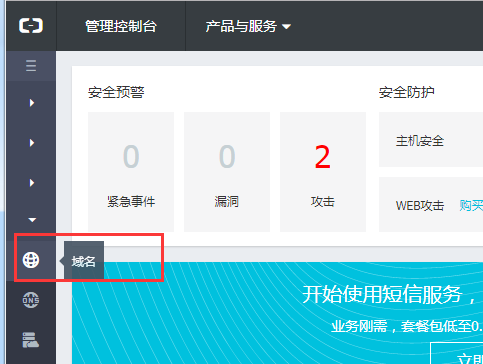 管理控制台
产品与服务
安全预警
安全防护
0
紧急事件
0
漏洞
2
攻击
主机安全
WEB攻击
购买
域名
DNS
开始使用短信服务，
业务刚需，套餐包低至0.
立即